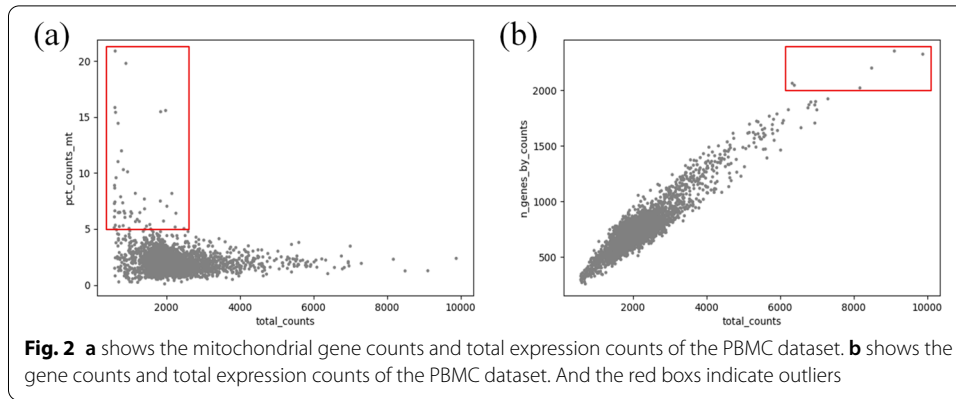 (a)
20
15
10
5
0
pct_counts_mt
2000 4000 6000 8000 10000
total_counts
(b)
2000
1500
1000
500
n_genes_by_counts
2000 4000 6000 8000 10000
total_counts
Fig. 2 a shows the mitochondrial gene counts and total expression counts of the PBMC dataset. b shows the
gene counts and total expression counts of the PBMC dataset. And the red boxs indicate outliers